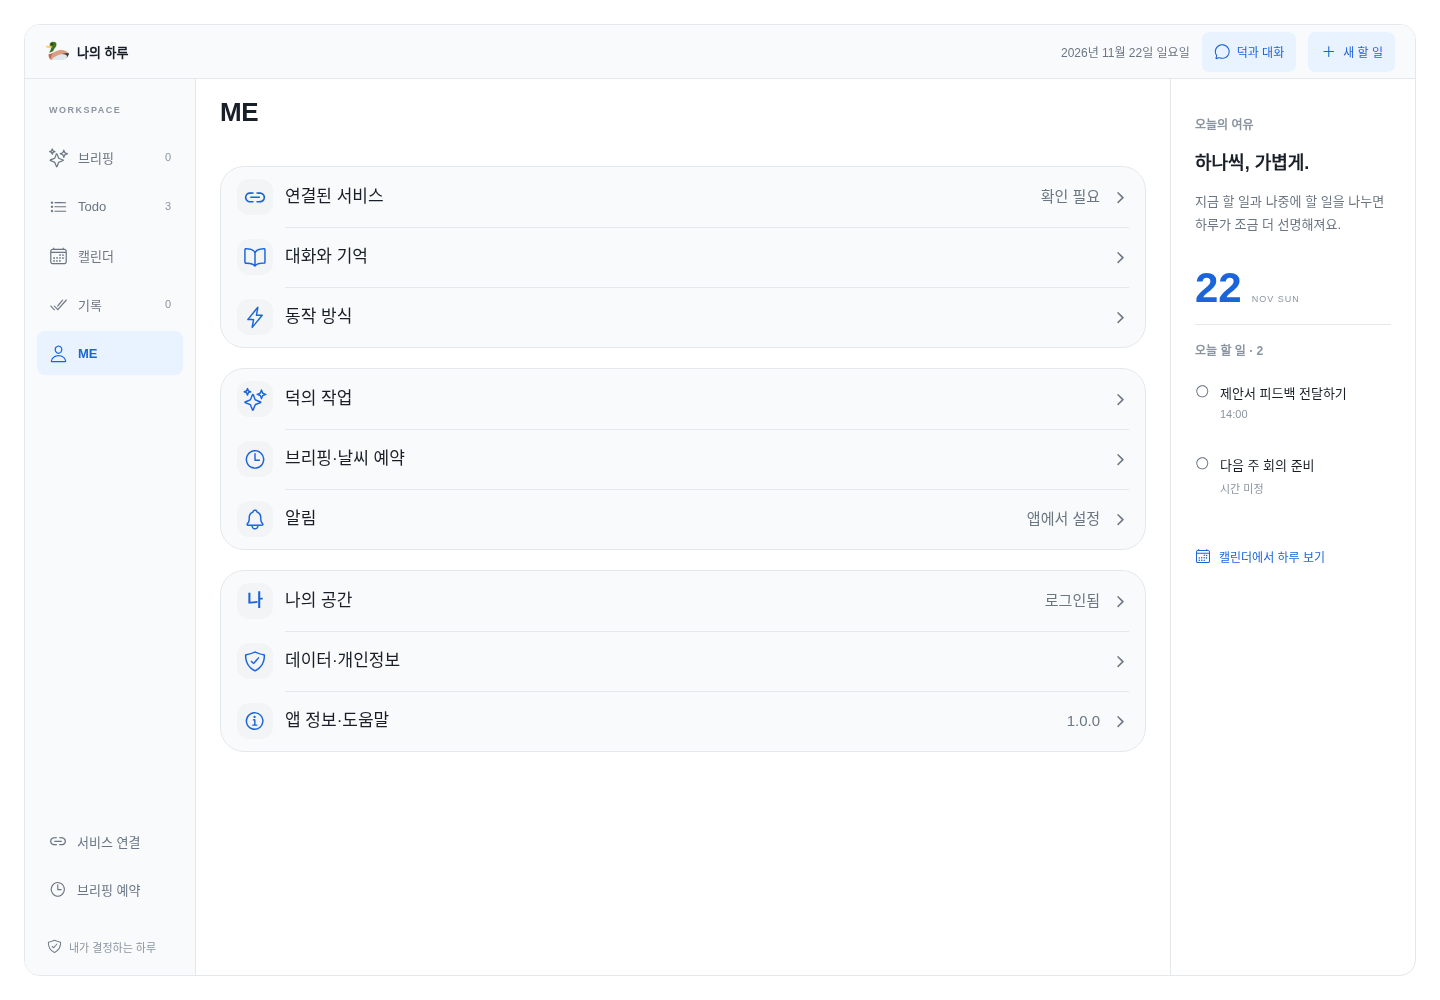 나의 하루
2026년 11월 22일 일요일
덕과 대화
새 할 일
WORKSPACE
브리핑 0
Todo 3
캘린더
기록 0
ME
서비스 연결
브리핑 예약
내가 결정하는 하루
ME
연결된 서비스 확인 필요
대화와 기억
동작 방식
덕의 작업
브리핑·날씨 예약
알림 앱에서 설정
나 나의 공간 로그인됨
데이터·개인정보
앱 정보·도움말 1.0.0
오늘의 여유
하나씩, 가볍게.
지금 할 일과 나중에 할 일을 나누면
하루가 조금 더 선명해져요.
22 NOV SUN
오늘 할 일 · 2
제안서 피드백 전달하기
14:00
다음 주 회의 준비
시간 미정
캘린더에서 하루 보기